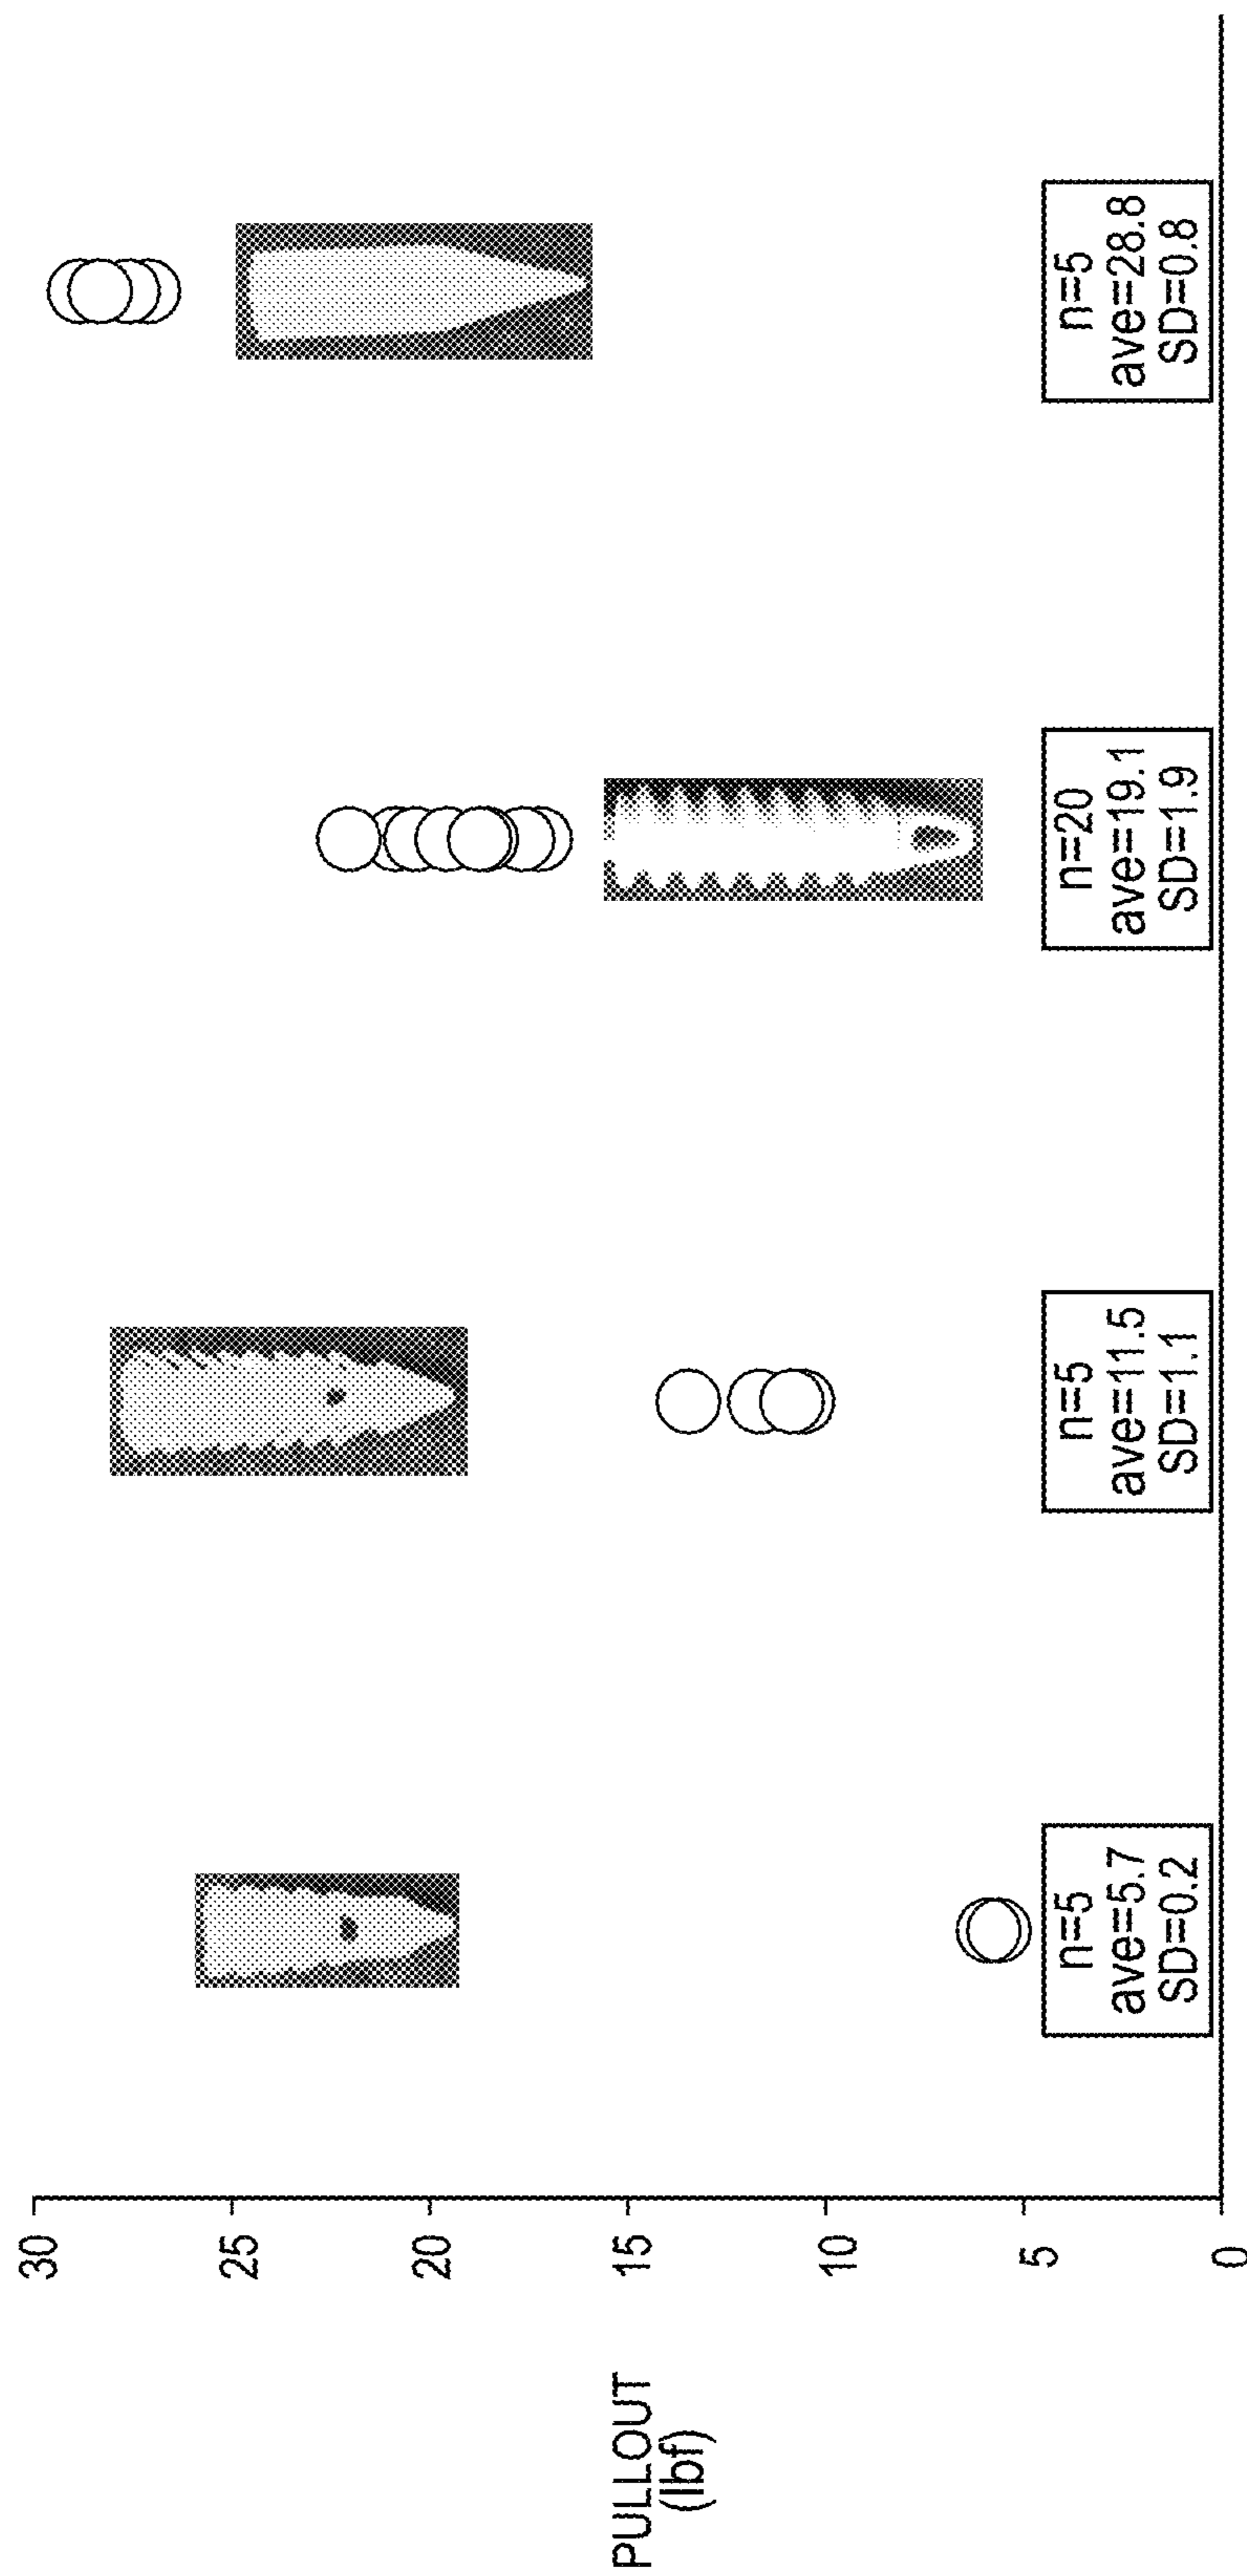 PULLOUT
(lbf)
30
25
20
15
10
5
0
n=5
ave=5.7
SD=0.2
n=5
ave=11.5
SD=1.1
n=20
ave=19.1
SD=1.9
n=5
ave=28.8
SD=0.8